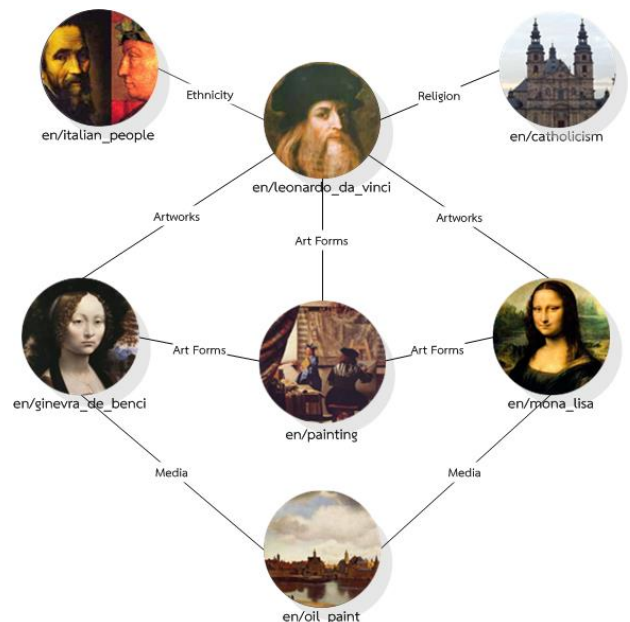 Ethnicity
Religion
en/italian_people
en/catholicism
en/leonardo_da_vinci
Artworks
Artworks
Art Forms
Art Forms
Art Forms
en/ginevra_de_benci
en/painting
en/mona_lisa
Media
Media
en/oil_paint